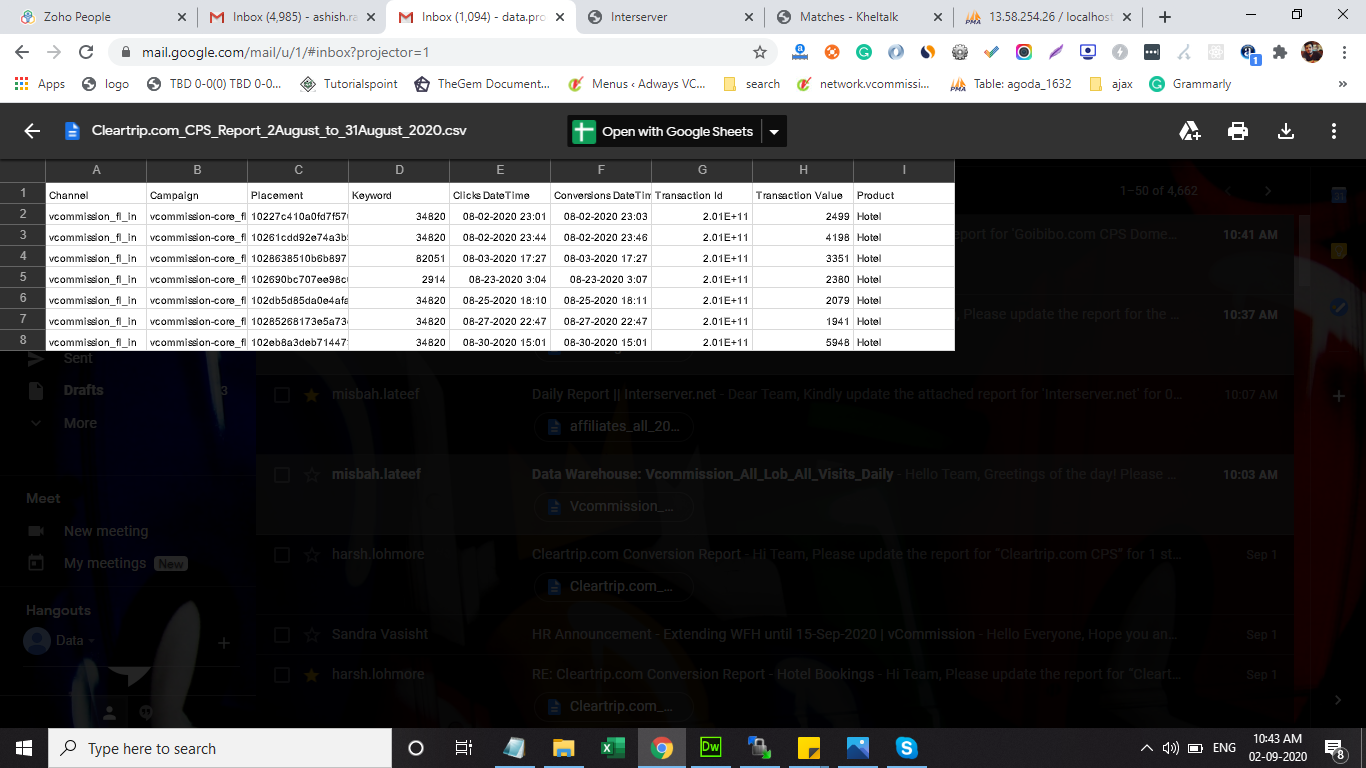 Zoho People
Inbox (4,985) - ashish.ra
Inbox (1,094) - data.pro
Interserver
Matches - Kheltalk
13.58.254.26 / localhost
mail.google.com/mail/u/1/#inbox?projector=1
Apps
logo
TBD 0-0(0) TBD 0-0...
Tutorialspoint
TheGem Document...
Menus ‹ Adways VC...
search
network.vcommissi...
Table: agoda_1632
ajax
Grammarly
»
Cleartrip.com_CPS_Report_2August_to_31August_2020.csv
Open with Google Sheets
A B C D E F G H I
1 Channel Campaign Placement Keyword Clicks DateTime Conversions DateTim Transaction Id Transaction Value Product
2 vcommission_fl_in vcommission-core_fl 10227c410a0fd7f57 34820 08-02-2020 23:01 08-02-2020 23:03 2.01E+11 2499 Hotel
3 vcommission_fl_in vcommission-core_fl 10261cdd92e74a3b 34820 08-02-2020 23:44 08-02-2020 23:46 2.01E+11 4198 Hotel
4 vcommission_fl_in vcommission-core_fl 1028638510b6b897 82051 08-03-2020 17:27 08-03-2020 17:27 2.01E+11 3351 Hotel
5 vcommission_fl_in vcommission-core_fl 102690bc707ee98c 2914 08-23-2020 3:04 08-23-2020 3:07 2.01E+11 2380 Hotel
6 vcommission_fl_in vcommission-core_fl 102db5d85da0e4afa 34820 08-25-2020 18:10 08-25-2020 18:11 2.01E+11 2079 Hotel
7 vcommission_fl_in vcommission-core_fl 10285268173e5a73 34820 08-27-2020 22:47 08-27-2020 22:47 2.01E+11 1941 Hotel
8 vcommission_fl_in vcommission-core_fl 102eb8a3deb71447 34820 08-30-2020 15:01 08-30-2020 15:01 2.01E+11 5948 Hotel
1–50 of 4,662
eport for 'Goibibo.com CPS Dome... 10:41 AM
Please update the report for the ... 10:37 AM
Sent
Drafts
More
misbah.lateef Daily Report || Interserver.net - Dear Team, Kindly update the attached report for 'Interserver.net' for 0... 10:07 AM
affiliates_all_20...
misbah.lateef Data Warehouse: Vcommission_All_Lob_All_Visits_Daily - Hello Team, Greetings of the day! Please ... 10:03 AM
Vcommission_...
Meet
New meeting
My meetings New
harsh.lohmore Cleartrip.com Conversion Report - Hi Team, Please update the report for "Cleartrip.com CPS" for 1 st... Sep 1
Cleartrip.com_...
Hangouts
Data
Sandra Vasisht HR Announcement - Extending WFH until 15-Sep-2020 | vCommission - Hello Everyone, Hope you an... Sep 1
harsh.lohmore RE: Cleartrip.com Conversion Report - Hotel Bookings - Hi Team, Please update the report for "Cleart... Sep 1
Cleartrip.com_...
Type here to search
Dw
ENG
10:43 AM
02-09-2020
8